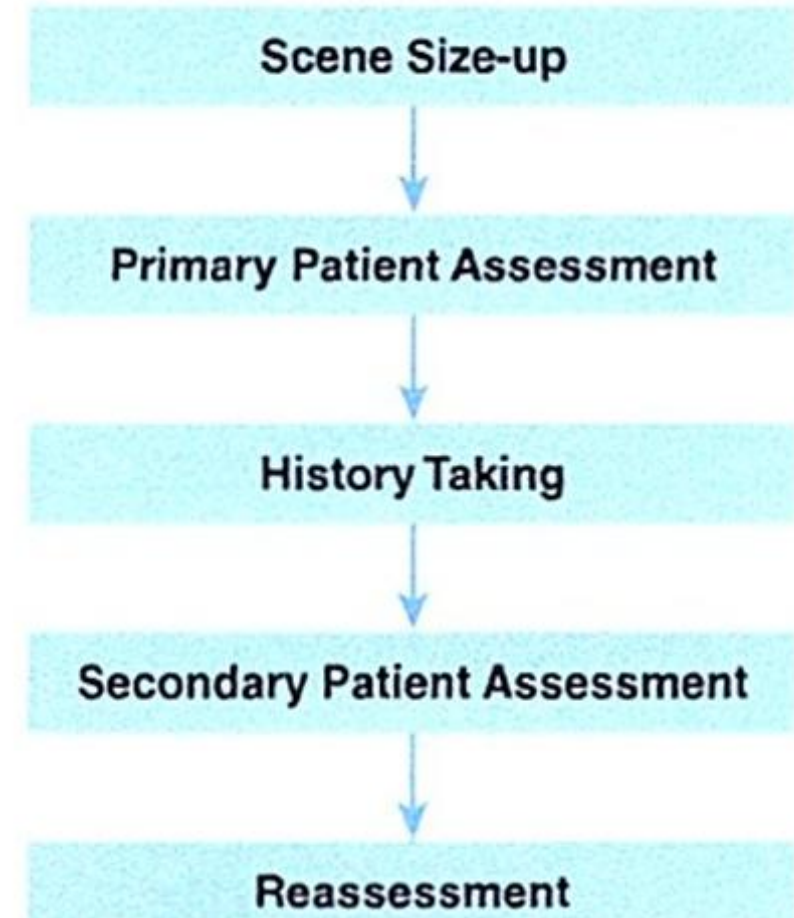 Scene Size-up
Primary Patient Assessment
History Taking
Secondary Patient Assessment
Reassessment